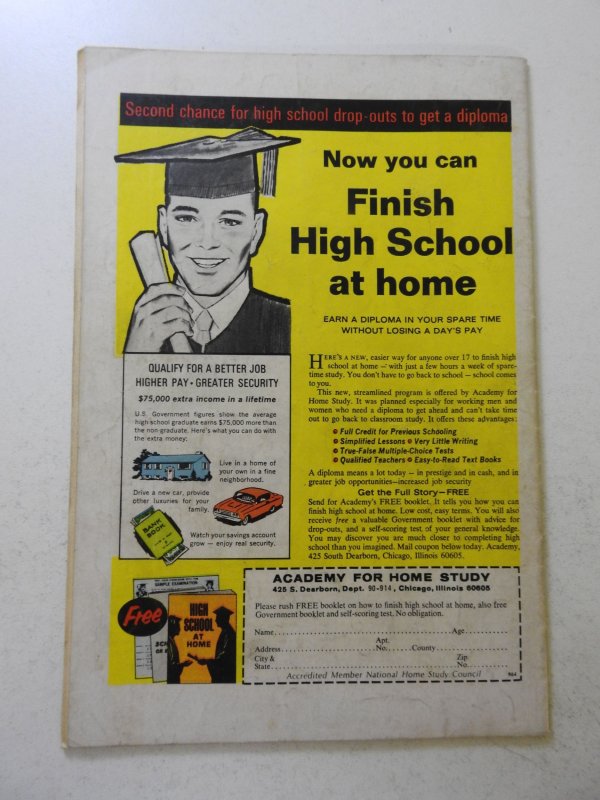 Second chance for high school drop-outs to get a diploma
Now you can
Finish
High School
at home
EARN A DIPLOMA IN YOUR SPARE TIME
WITHOUT LOSING A DAY'S PAY
QUALIFY FOR A BETTER JOB
HIGHER PAY • GREATER SECURITY
$75,000 extra income in a lifetime
U.S. Government figures show the average
high school graduate earns $75,000 more than
the non-graduate. Here's what you can do with
the extra money:
Live in a home of
your own in a fine
neighborhood.
Drive a new car, provide
other luxuries for your
family.
BANK
BOOK
Watch your savings account
grow — enjoy real security.
HERE'S A NEW, easier way for anyone over 17 to finish high
school at home — with just a few hours a week of spare-
time study. You don't have to go back to school — school comes
to you.
This new, streamlined program is offered by Academy for
Home Study. It was planned especially for working men and
women who need a diploma to get ahead and can't take time
out to go back to classroom study. It offers these advantages:
Full Credit for Previous Schooling
Simplified Lessons Very Little Writing
True-False Multiple-Choice Tests
Qualified Teachers Easy-to-Read Text Books
A diploma means a lot today — in prestige and in cash, and in
greater job opportunities—increased job security
Get the Full Story—FREE
Send for Academy's FREE booklet. It tells you how you can
finish high school at home. Low cost, easy terms. You will also
receive free a valuable Government booklet with advice for
drop-outs, and a self-scoring test of your general knowledge.
You may discover you are much closer to completing high
school than you imagined. Mail coupon below today. Academy,
425 South Dearborn, Chicago, Illinois 60605.
SAMPLE EXAMINATION
Free
HIGH
SCHOOL
AT
HOME
ACADEMY FOR HOME STUDY
425 S. Dearborn, Dept. 90-914, Chicago, Illinois 60605
Please rush FREE booklet on how to finish high school at home, also free
Government booklet and self-scoring test. No obligation.
Name Age
Apt.
Address No. County
City & Zip
State No.
Accredited Member National Home Study Council 964